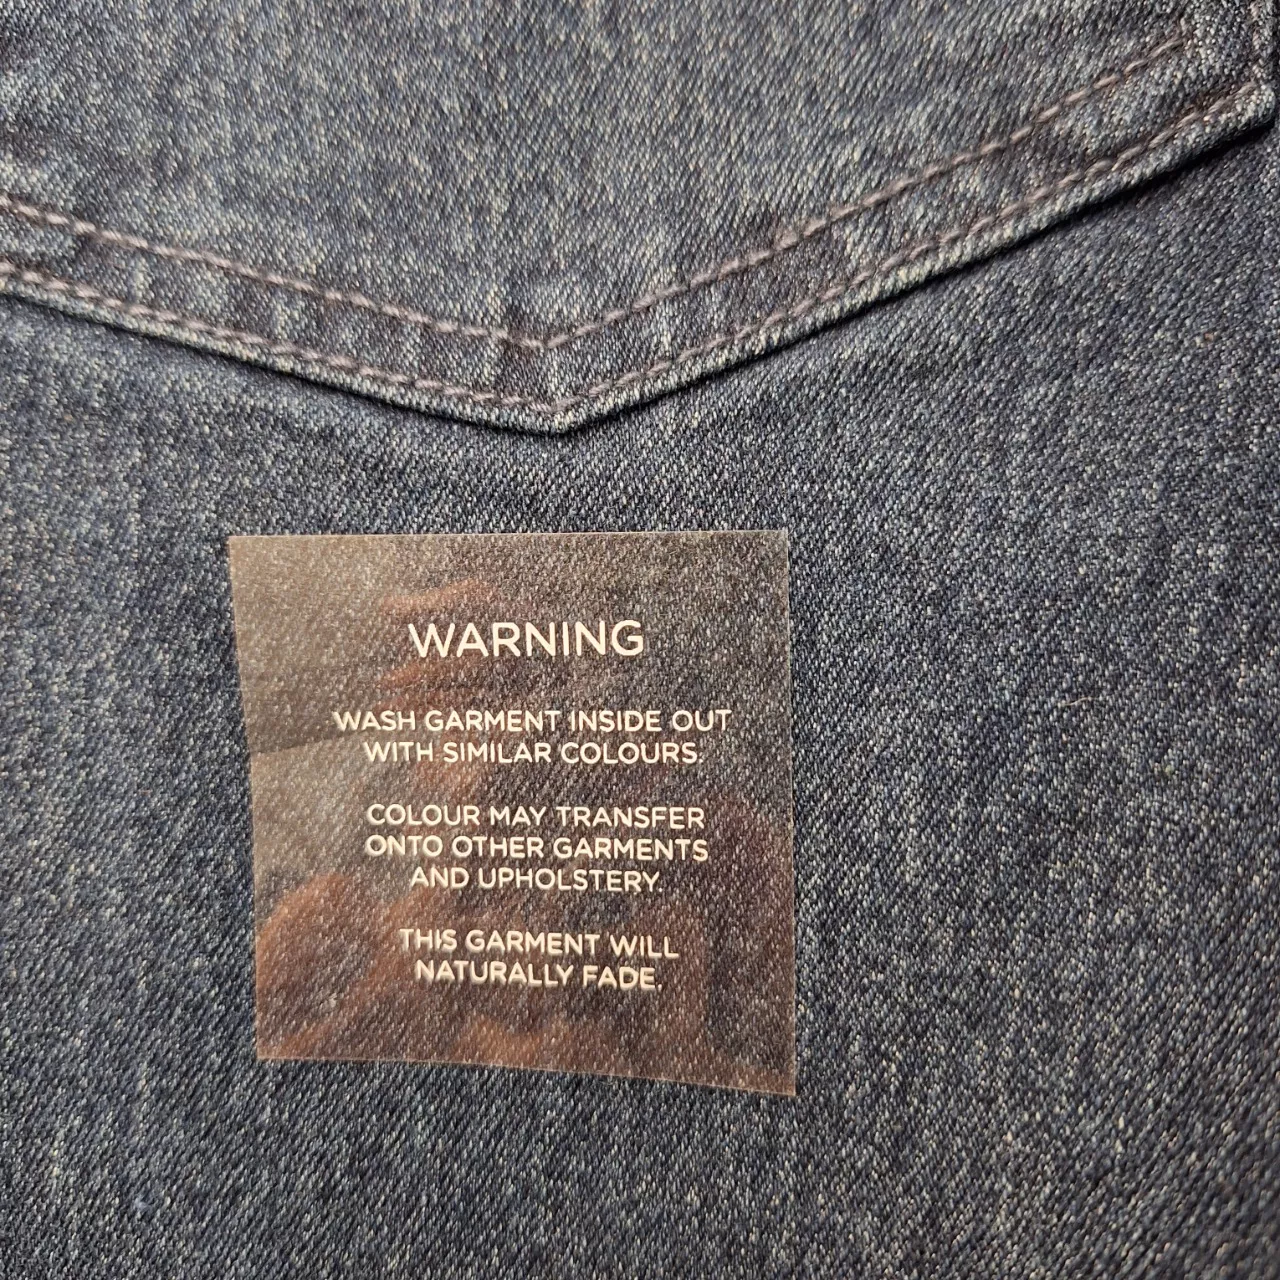 WARNING
WASH GARMENT INSIDE OUT
WITH SIMILAR COLOURS.
COLOUR MAY TRANSFER
ONTO OTHER GARMENTS
AND UPHOLSTERY.
THIS GARMENT WILL
NATURALLY FADE.